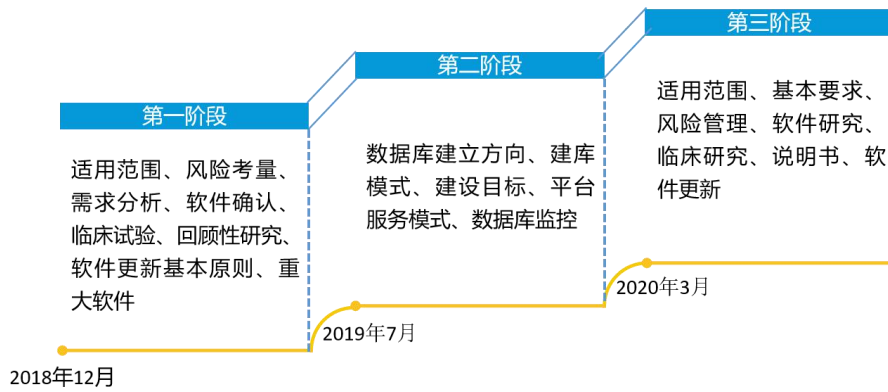 第一阶段
适用范围、风险考量、
需求分析、软件确认、
临床试验、回顾性研究、
软件更新基本原则、重
大软件
2018年12月
第二阶段
数据库建立方向、建库
模式、建设目标、平台
服务模式、数据库监控
2019年7月
第三阶段
适用范围、基本要求、
风险管理、软件研究、
临床研究、说明书、软
件更新
2020年3月